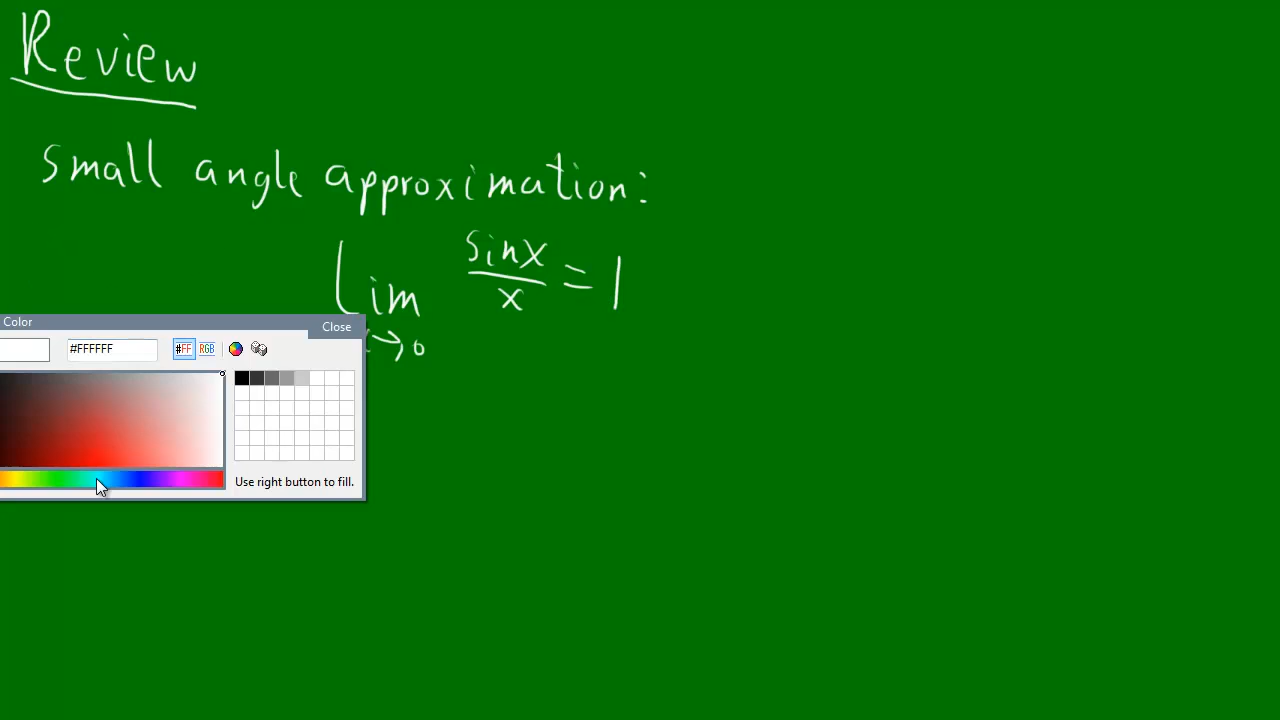 Review
small angle approximation:
Lim sinx/x = 1
→0
Color
Close
#FFFFFF
#FF RGB
Use right button to fill.